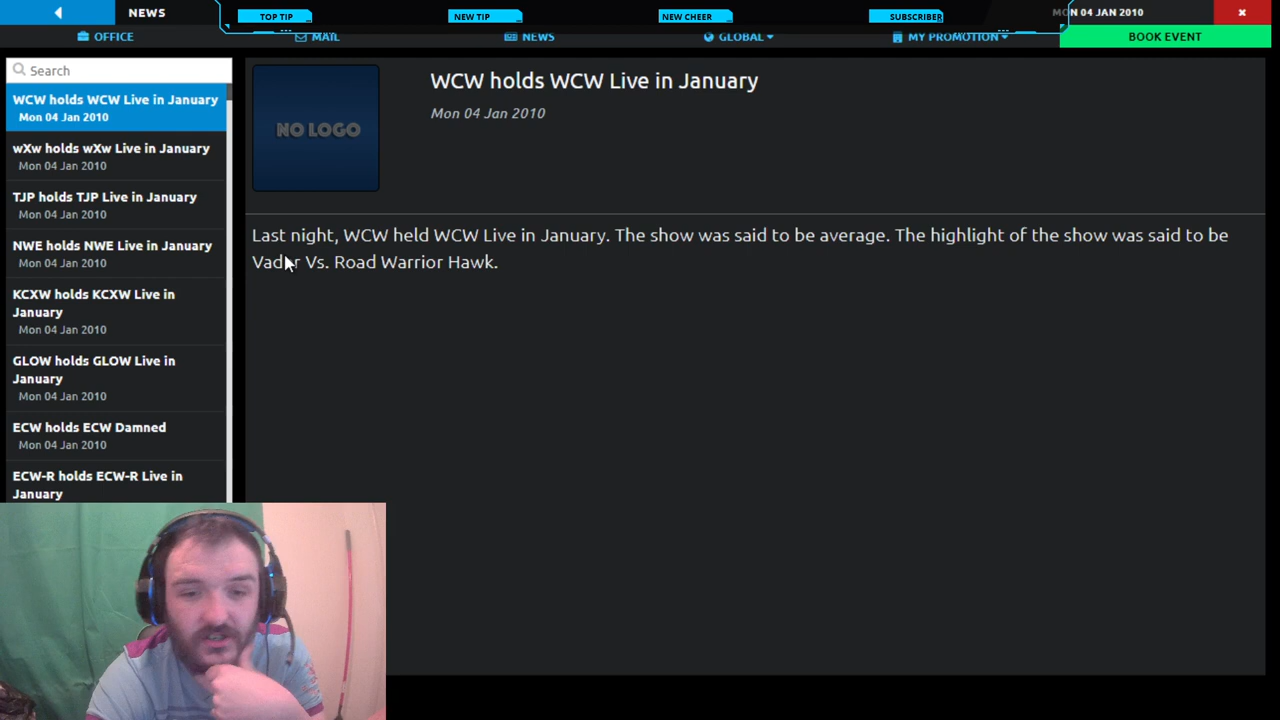 NEWS
TOP TIP
NEW TIP
NEW CHEER
SUBSCRIBER
MON 04 JAN 2010
OFFICE
MAIL
NEWS
GLOBAL
MY PROMOTION
BOOK EVENT
Search
WCW holds WCW Live in January
Mon 04 Jan 2010
wXw holds wXw Live in January
Mon 04 Jan 2010
TJP holds TJP Live in January
Mon 04 Jan 2010
NWE holds NWE Live in January
Mon 04 Jan 2010
KCXW holds KCXW Live in
January
Mon 04 Jan 2010
GLOW holds GLOW Live in
January
Mon 04 Jan 2010
ECW holds ECW Damned
Mon 04 Jan 2010
ECW-R holds ECW-R Live in
January
NO LOGO
WCW holds WCW Live in January
Mon 04 Jan 2010
Last night, WCW held WCW Live in January. The show was said to be average. The highlight of the show was said to be
Vader Vs. Road Warrior Hawk.